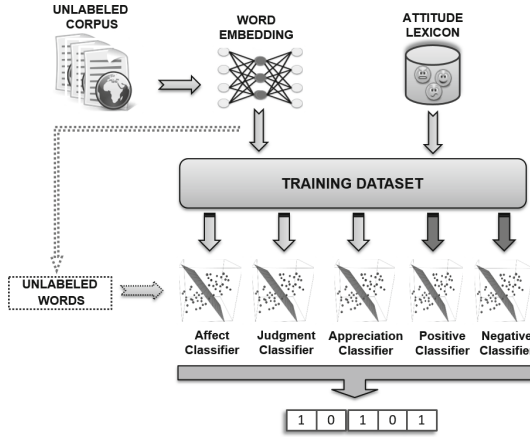 UNLABELED
CORPUS
WORD
EMBEDDING
ATTITUDE
LEXICON
TRAINING DATASET
UNLABELED
WORDS
Affect
Classifier
Judgment
Classifier
Appreciation
Classifier
Positive
Classifier
Negative
Classifier
1 0 1 0 1